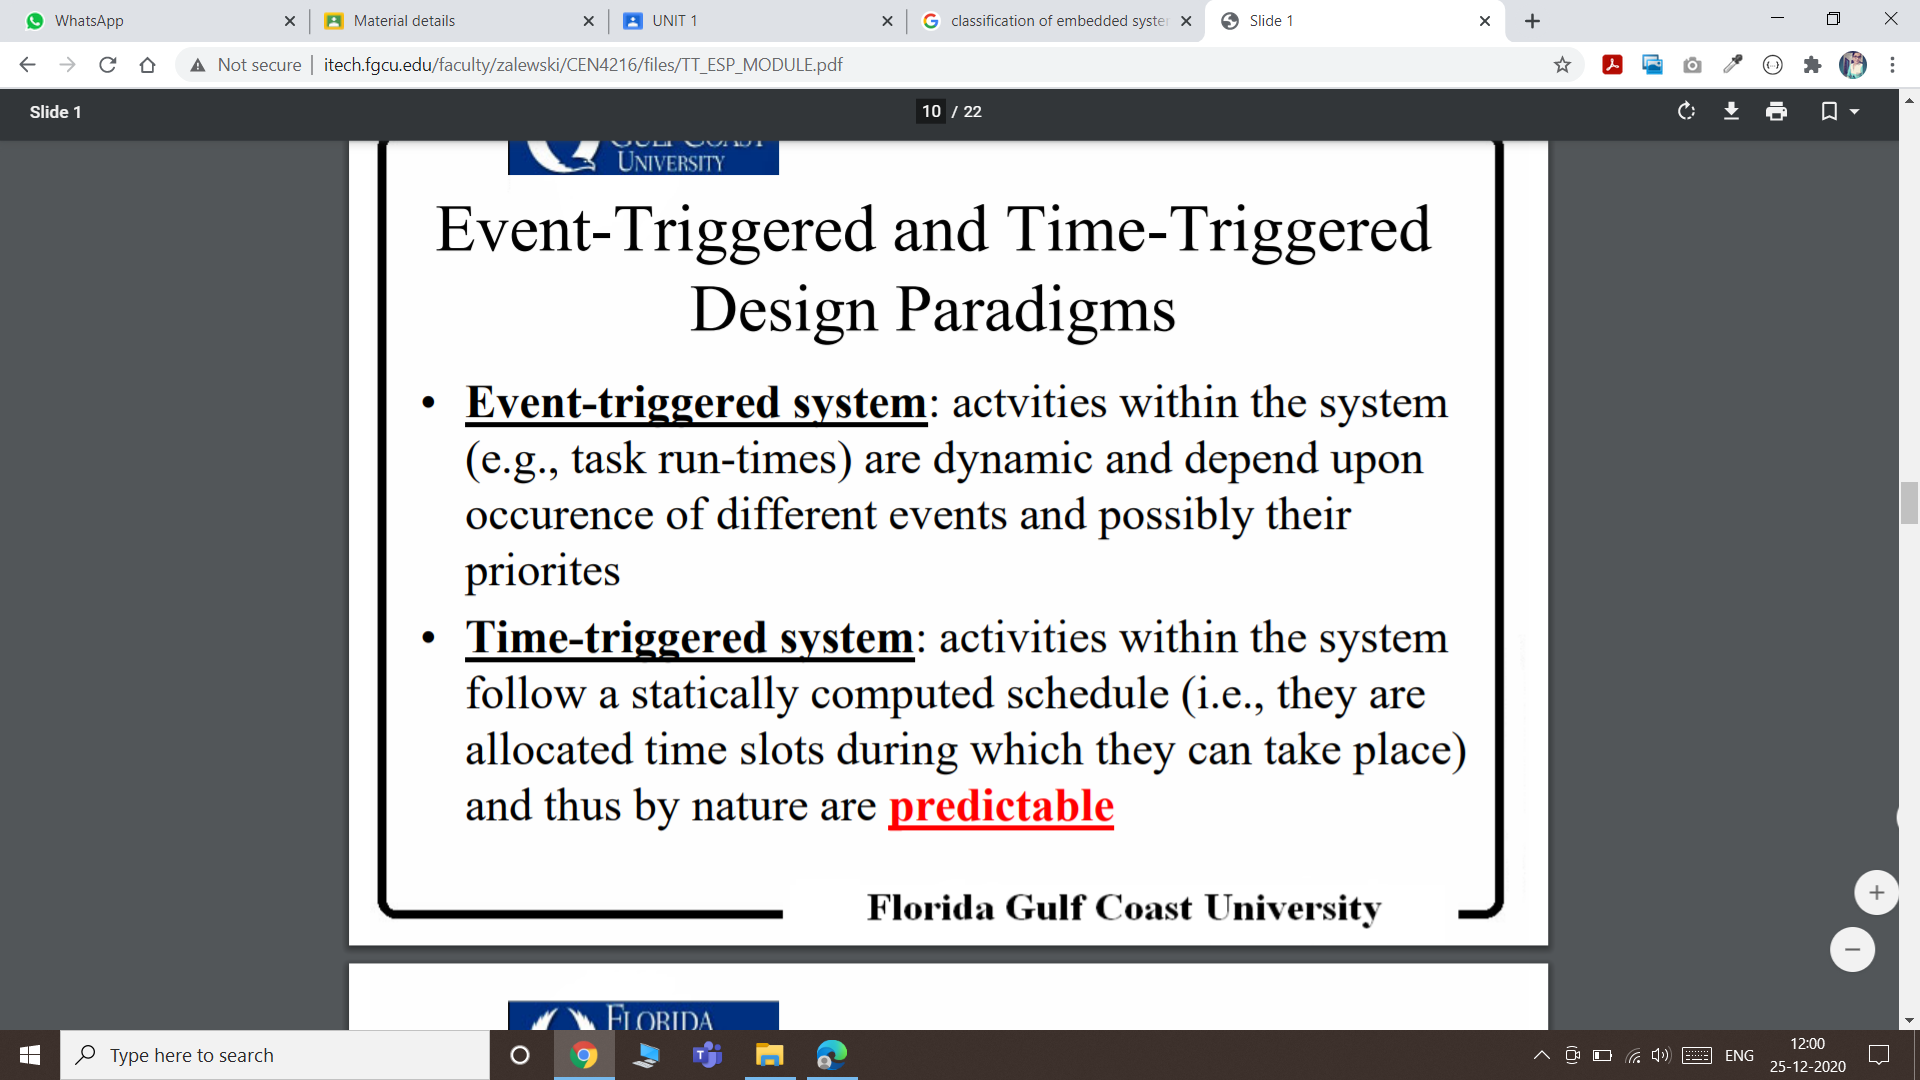 WhatsApp
Material details
UNIT 1
classification of embedded syste
Slide 1
Not secure
itech.fgcu.edu/faculty/zalewski/CEN4216/files/TT_ESP_MODULE.pdf
Slide 1
10 / 22
UNIVERSITY
Event-Triggered and Time-Triggered
Design Paradigms
• Event-triggered system: actvities within the system
(e.g., task run-times) are dynamic and depend upon
occurence of different events and possibly their
priorites
• Time-triggered system: activities within the system
follow a statically computed schedule (i.e., they are
allocated time slots during which they can take place)
and thus by nature are predictable
Florida Gulf Coast University
FLORIDA
Type here to search
ENG
12:00
25-12-2020